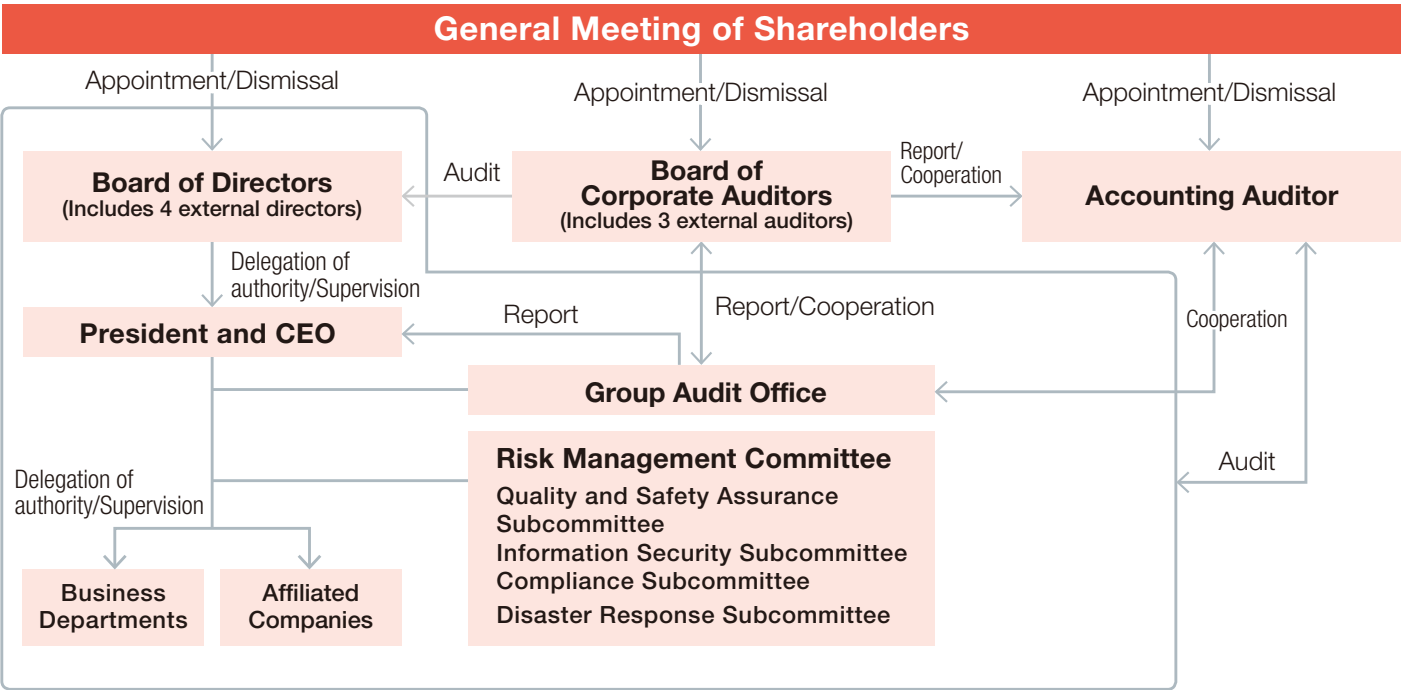 General Meeting of Shareholders
Appointment/Dismissal
Appointment/Dismissal
Appointment/Dismissal
Board of Directors
(Includes 4 external directors)
Audit
Board of
Corporate Auditors
(Includes 3 external auditors)
Report/
Cooperation
Accounting Auditor
Delegation of
authority/Supervision
President and CEO
Report
Report/Cooperation
Cooperation
Group Audit Office
Risk Management Committee
Quality and Safety Assurance
Subcommittee
Information Security Subcommittee
Compliance Subcommittee
Disaster Response Subcommittee
Audit
Delegation of
authority/Supervision
Business
Departments
Affiliated
Companies